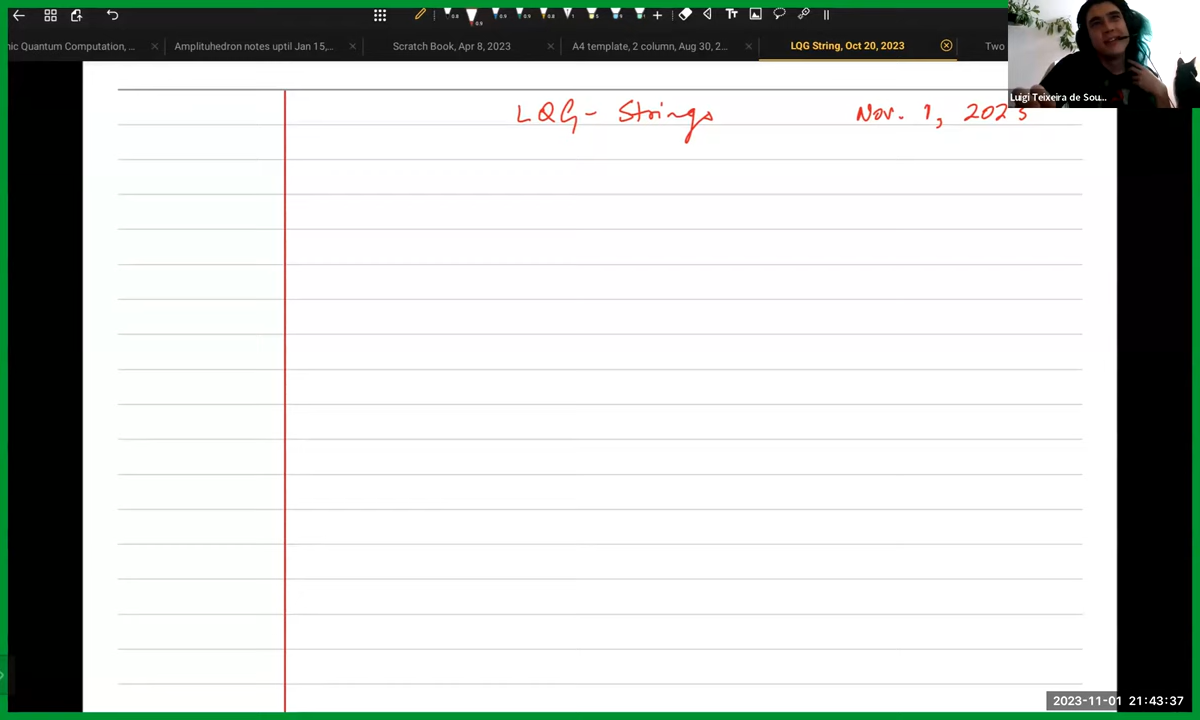 nic Quantum Computation, ...
Amplituhedron notes uptil Jan 15,...
Scratch Book, Apr 8, 2023
A4 template, 2 column, Aug 30, 2...
LQG String, Oct 20, 2023
Two
Luigi Teixeira de Sou...
LQG - Strings Nov. 1, 2023
2023-11-01 21:43:37